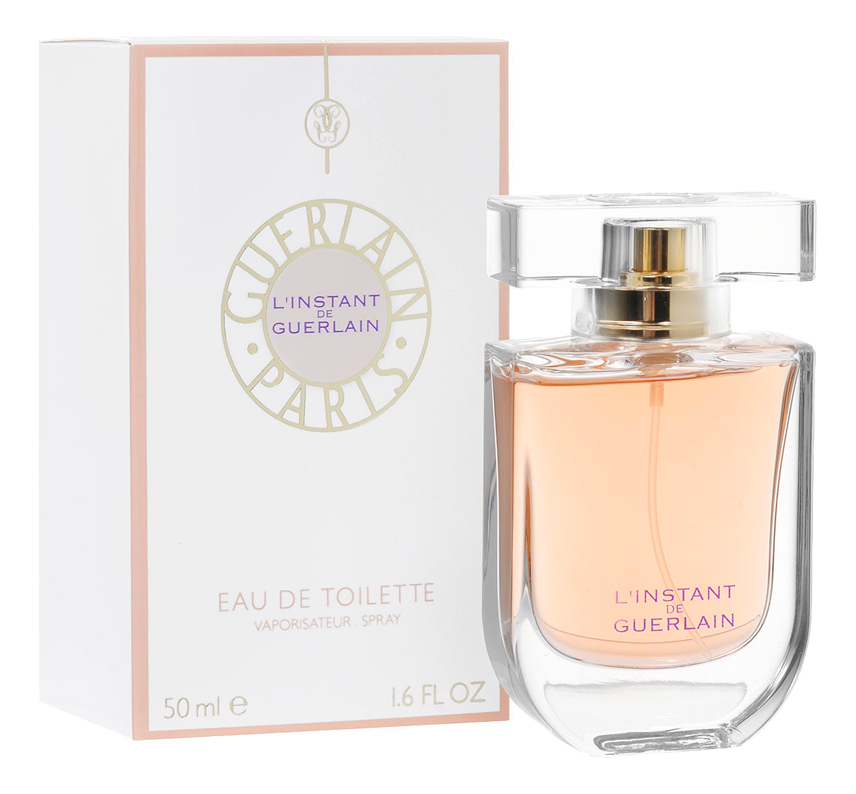 GUERLAIN
L'INSTANT
DE
GUERLAIN
PARIS
EAU DE TOILETTE
VAPORISATEUR SPRAY
50 ml e
1.6 FL OZ
L'INSTANT
DE
GUERLAIN